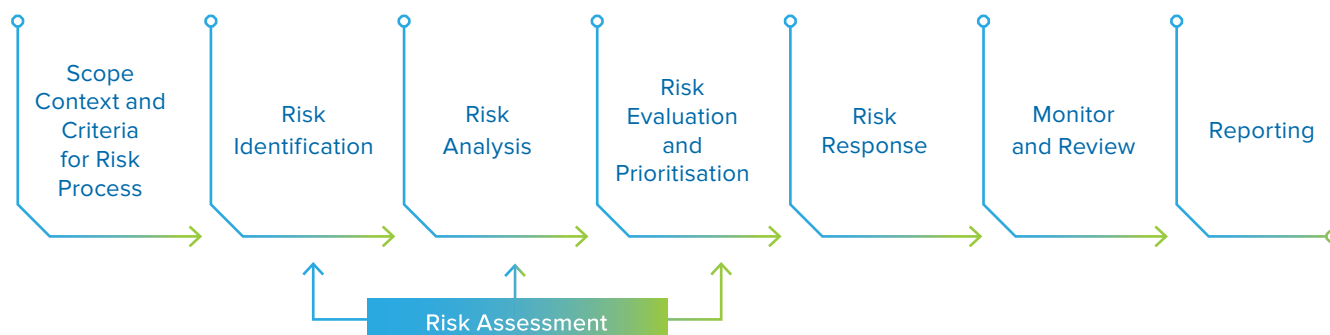 Scope
Context and
Criteria
for Risk
Process
Risk
Identification
Risk
Analysis
Risk
Evaluation
and
Prioritisation
Risk
Response
Monitor
and Review
Reporting
Risk Assessment